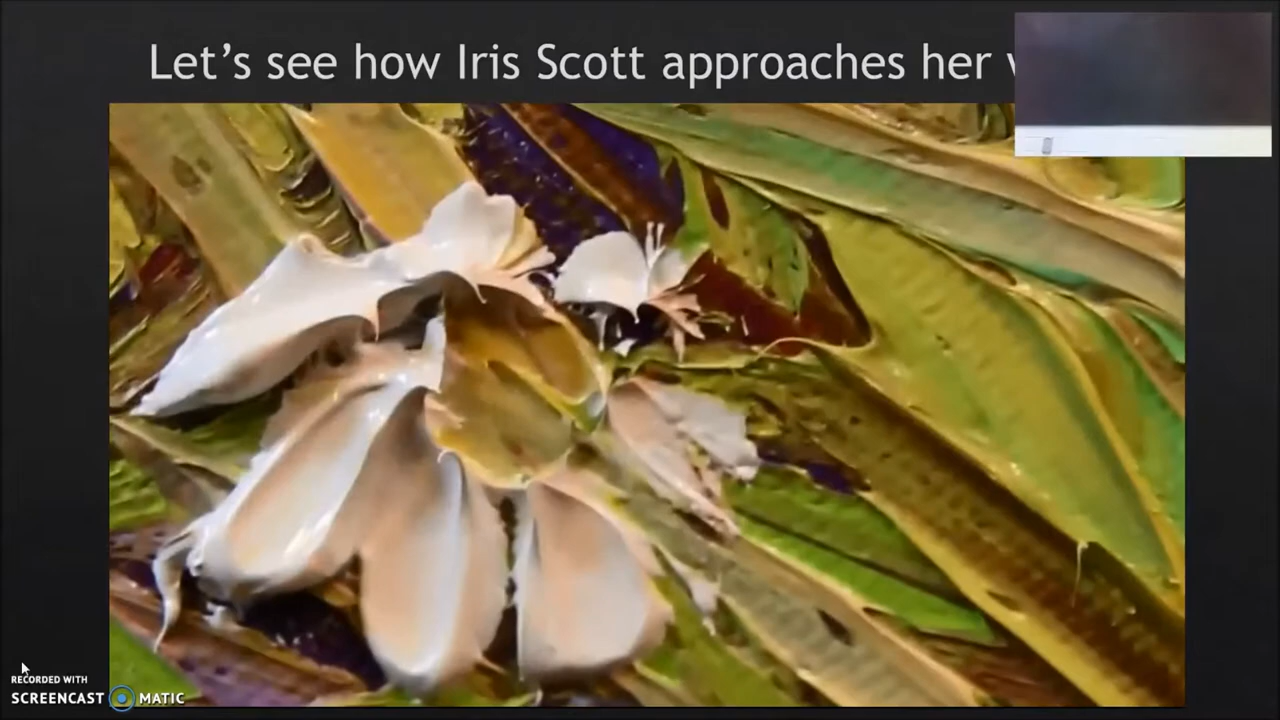 Let's see how Iris Scott approaches her
RECORDED WITH
SCREENCAST MATIC